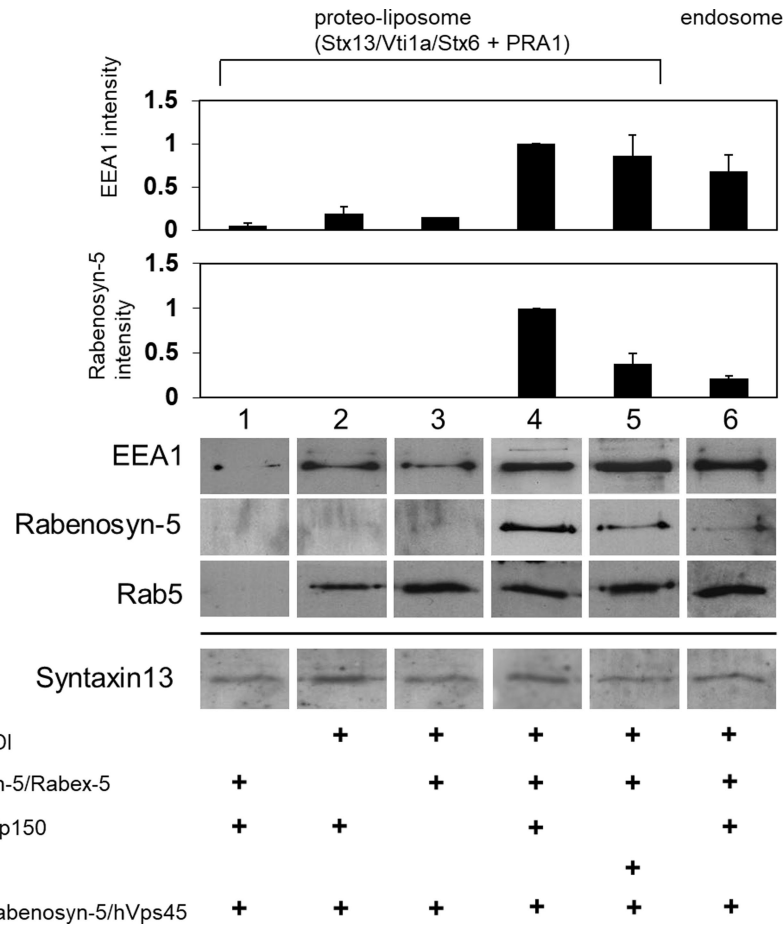 proteo-liposome
(Stx13/Vti1a/Stx6 + PRA1)
endosome
EEA1 intensity
1.5
1
0.5
0
Rabenosyn-5
intensity
1.5
1
0.5
0
1 2 3 4 5 6
EEA1
Rabenosyn-5
Rab5
Syntaxin13
DI + + + + +
n-5/Rabex-5 + + + + +
p150 + + + +
+
abenosyn-5/hVps45 + + + + + +